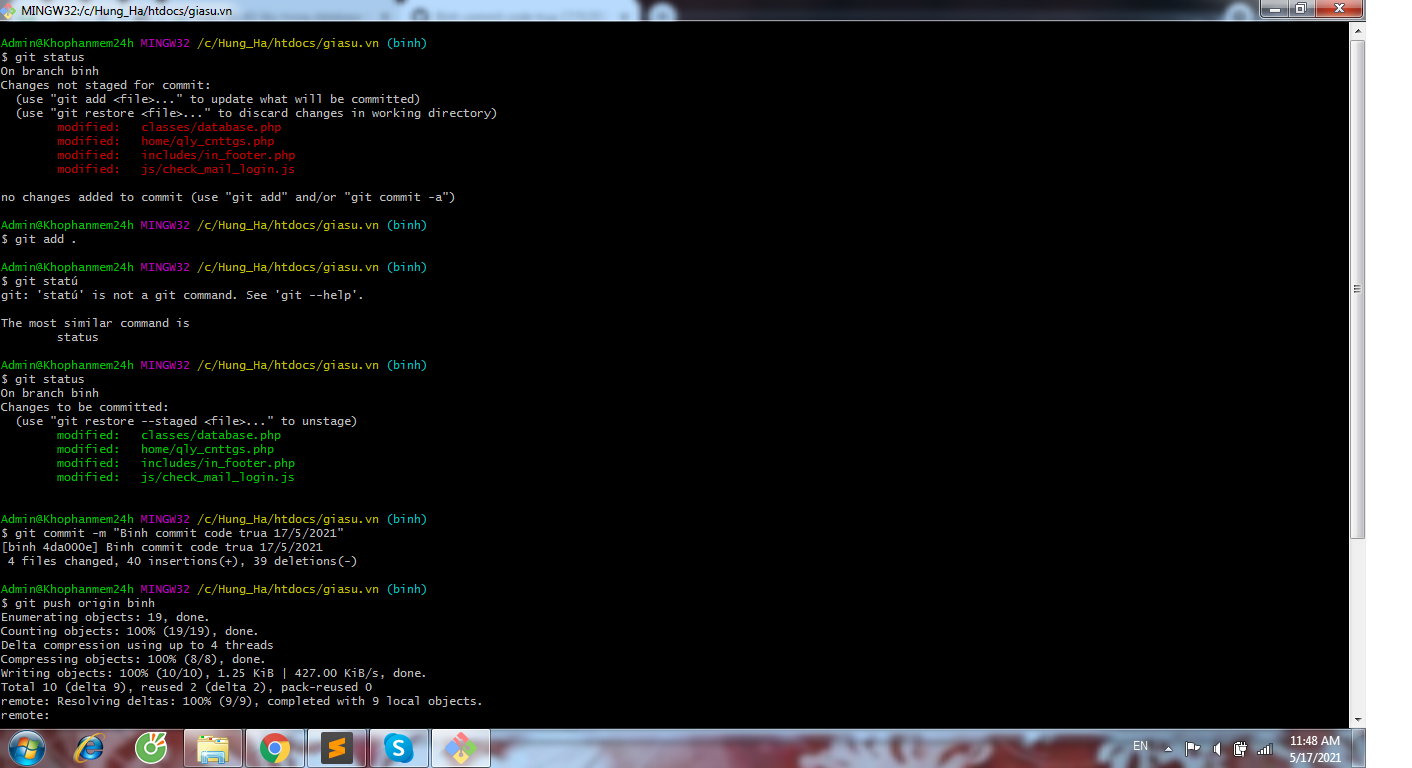 MINGW32:/c/Hung_Ha/htdocs/giasu.vn
Admin@Khophanmem24h MINGW32 /c/Hung_Ha/htdocs/giasu.vn (binh)
$ git status
On branch binh
Changes not staged for commit:
  (use "git add <file>..." to update what will be committed)
  (use "git restore <file>..." to discard changes in working directory)
        modified:   classes/database.php
        modified:   home/qly_cnttgs.php
        modified:   includes/in_footer.php
        modified:   js/check_mail_login.js
no changes added to commit (use "git add" and/or "git commit -a")
Admin@Khophanmem24h MINGW32 /c/Hung_Ha/htdocs/giasu.vn (binh)
$ git add .
Admin@Khophanmem24h MINGW32 /c/Hung_Ha/htdocs/giasu.vn (binh)
$ git statú
git: 'statú' is not a git command. See 'git --help'.
The most similar command is
        status
Admin@Khophanmem24h MINGW32 /c/Hung_Ha/htdocs/giasu.vn (binh)
$ git status
On branch binh
Changes to be committed:
  (use "git restore --staged <file>..." to unstage)
        modified:   classes/database.php
        modified:   home/qly_cnttgs.php
        modified:   includes/in_footer.php
        modified:   js/check_mail_login.js
Admin@Khophanmem24h MINGW32 /c/Hung_Ha/htdocs/giasu.vn (binh)
$ git commit -m "Binh commit code trua 17/5/2021"
[binh 4da000e] Binh commit code trua 17/5/2021
 4 files changed, 40 insertions(+), 39 deletions(-)
Admin@Khophanmem24h MINGW32 /c/Hung_Ha/htdocs/giasu.vn (binh)
$ git push origin binh
Enumerating objects: 19, done.
Counting objects: 100% (19/19), done.
Delta compression using up to 4 threads
Compressing objects: 100% (8/8), done.
Writing objects: 100% (10/10), 1.25 KiB | 427.00 KiB/s, done.
Total 10 (delta 9), reused 2 (delta 2), pack-reused 0
remote: Resolving deltas: 100% (9/9), completed with 9 local objects.
remote:
EN
11:48 AM
5/17/2021